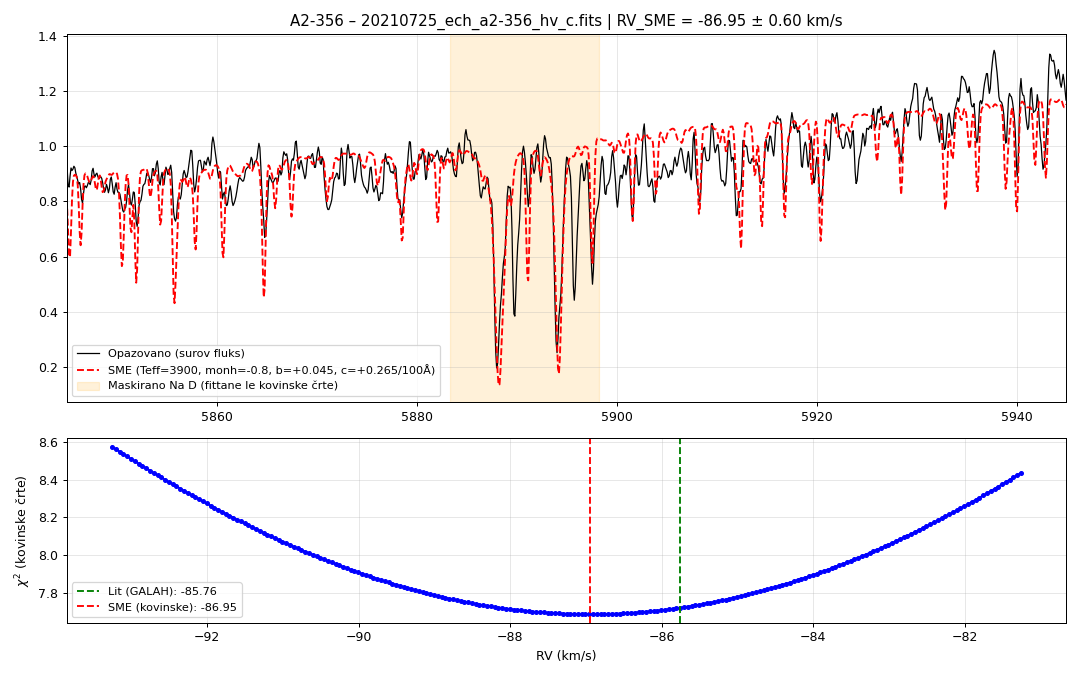 A2-356 – 20210725_ech_a2-356_hv_c.fits | RV_SME = -86.95 ± 0.60 km/s
1.4
1.2
1.0
0.8
0.6
0.4
0.2
Opazovano (surov fluks)
SME (Teff=3900, monh=-0.8, b=+0.045, c=+0.265/100Å)
Maskirano Na D (fittane le kovinske črte)
5860 5880 5900 5920 5940
8.6
8.4
8.2
8.0
7.8
χ² (kovinske črte)
Lit (GALAH): -85.76
SME (kovinske): -86.95
−92 −90 −88 −86 −84 −82
RV (km/s)